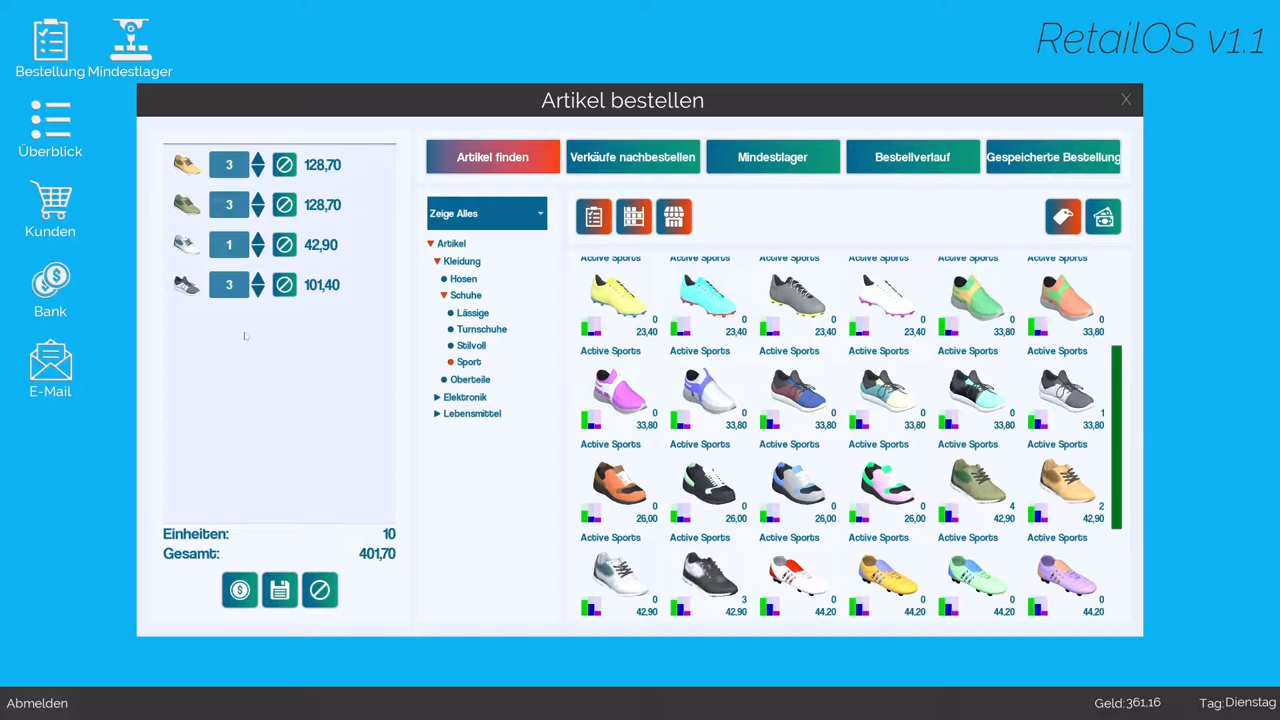 RetailOS v1.1
Bestellung
Mindestlager
Überblick
Kunden
Bank
E-Mail
Artikel bestellen
X
3 128,70
3 128,70
1 42,90
3 101,40
Einheiten: 10
Gesamt: 401,70
Artikel finden
Verkäufe nachbestellen
Mindestlager
Bestellverlauf
Gespeicherte Bestellung
Zeige Alles
Artikel
Kleidung
Hosen
Schuhe
Lässige
Turnschuhe
Stilvoll
Sport
Oberteile
Elektronik
Lebensmittel
Active Sports Active Sports Active Sports Active Sports Active Sports Active Sports
0 0 0 0 0 0
23,40 23,40 23,40 23,40 33,80 33,80
Active Sports Active Sports Active Sports Active Sports Active Sports Active Sports
0 0 0 0 0 1
33,80 33,80 33,80 33,80 33,80 33,80
Active Sports Active Sports Active Sports Active Sports Active Sports Active Sports
0 0 0 0 4 2
26,00 26,00 26,00 26,00 42,90 42,90
Active Sports Active Sports Active Sports Active Sports Active Sports Active Sports
0 3 0 0 0 0
42,90 42,90 44,20 44,20 44,20 44,20
Abmelden
Geld:361,16
Tag:Dienstag